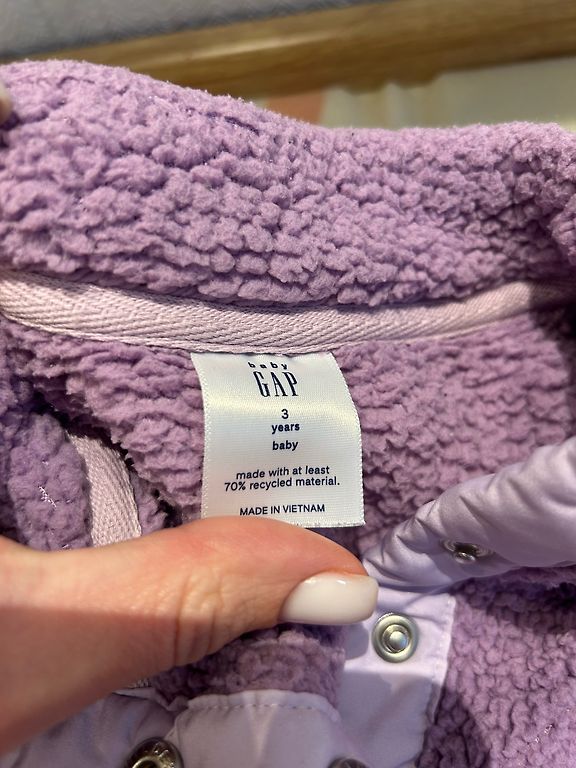 baby
GAP
3
years
baby
made with at least
70% recycled material.
MADE IN VIETNAM